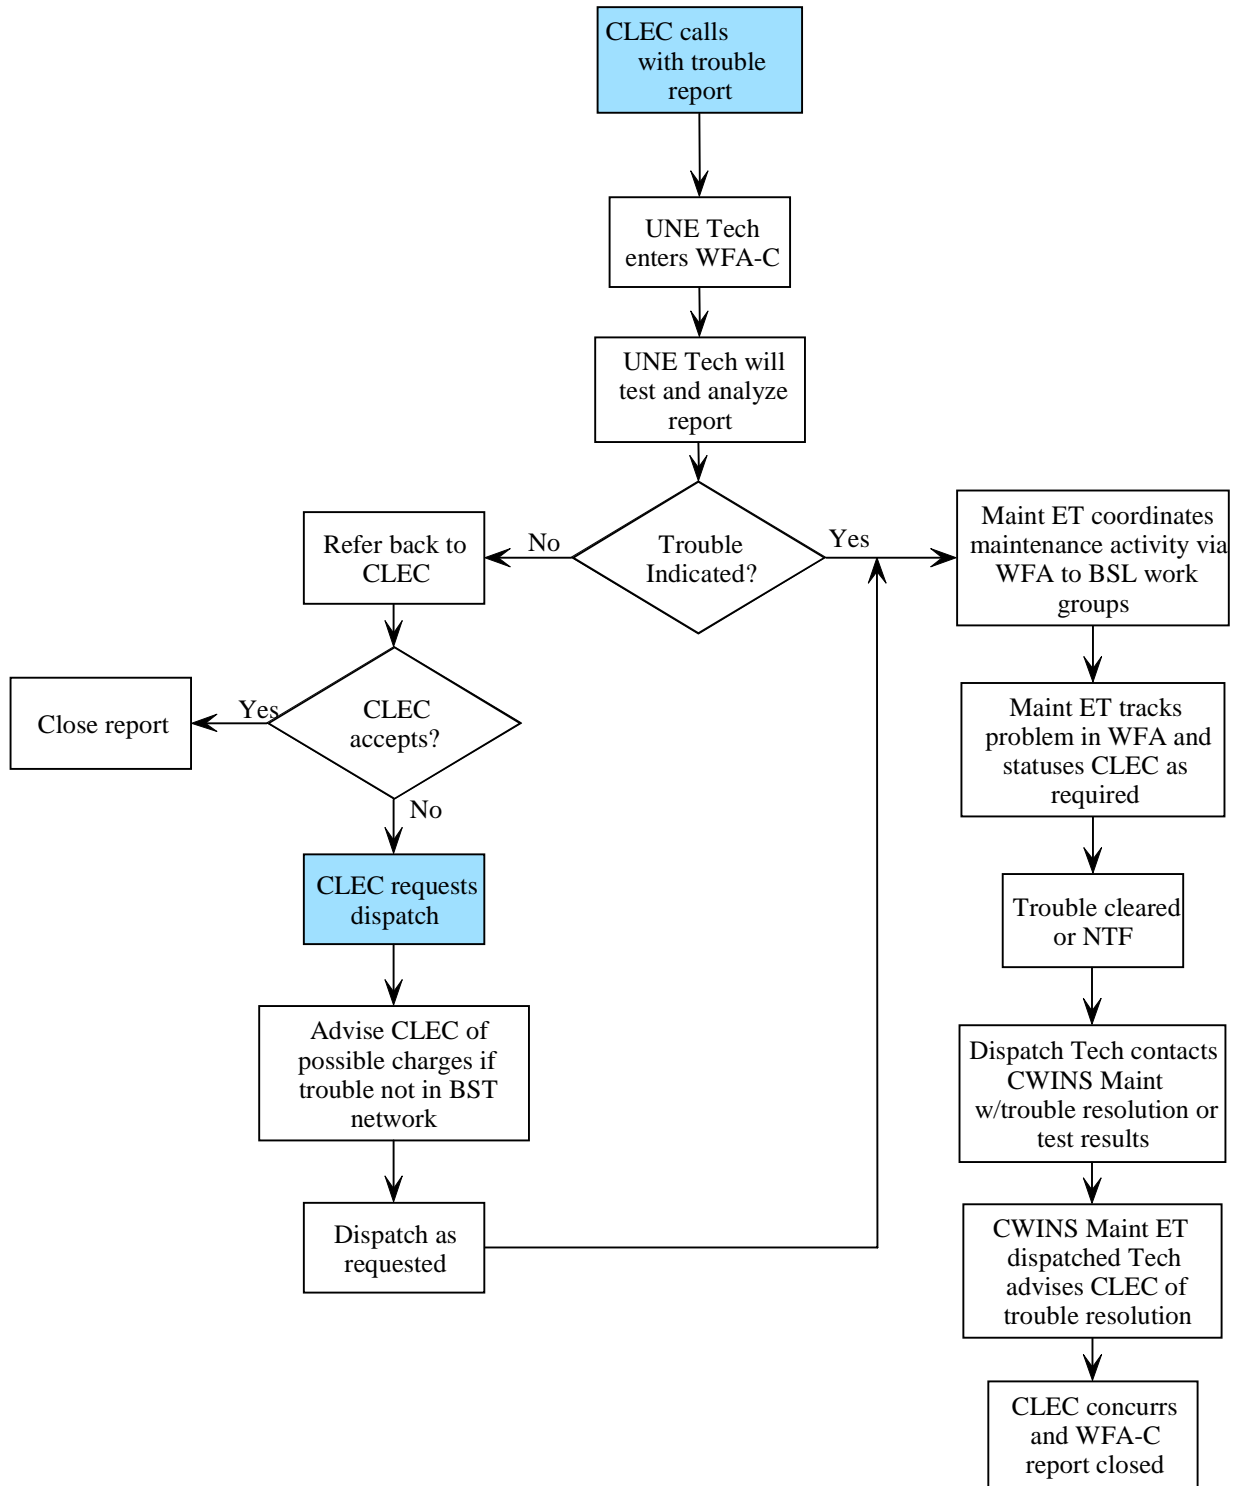 CLEC calls
with trouble
report
UNE Tech
enters WFA-C
UNE Tech will
test and analyze
report
Trouble
Indicated?
No
Yes
Refer back to
CLEC
CLEC
accepts?
Yes
Close report
No
CLEC requests
dispatch
Advise CLEC of
possible charges if
trouble not in BST
network
Dispatch as
requested
Maint ET coordinates
maintenance activity via
WFA to BSL work
groups
Maint ET tracks
problem in WFA and
statuses CLEC as
required
Trouble cleared
or NTF
Dispatch Tech contacts
CWINS Maint
w/trouble resolution or
test results
CWINS Maint ET
dispatched Tech
advises CLEC of
trouble resolution
CLEC concurrs
and WFA-C
report closed